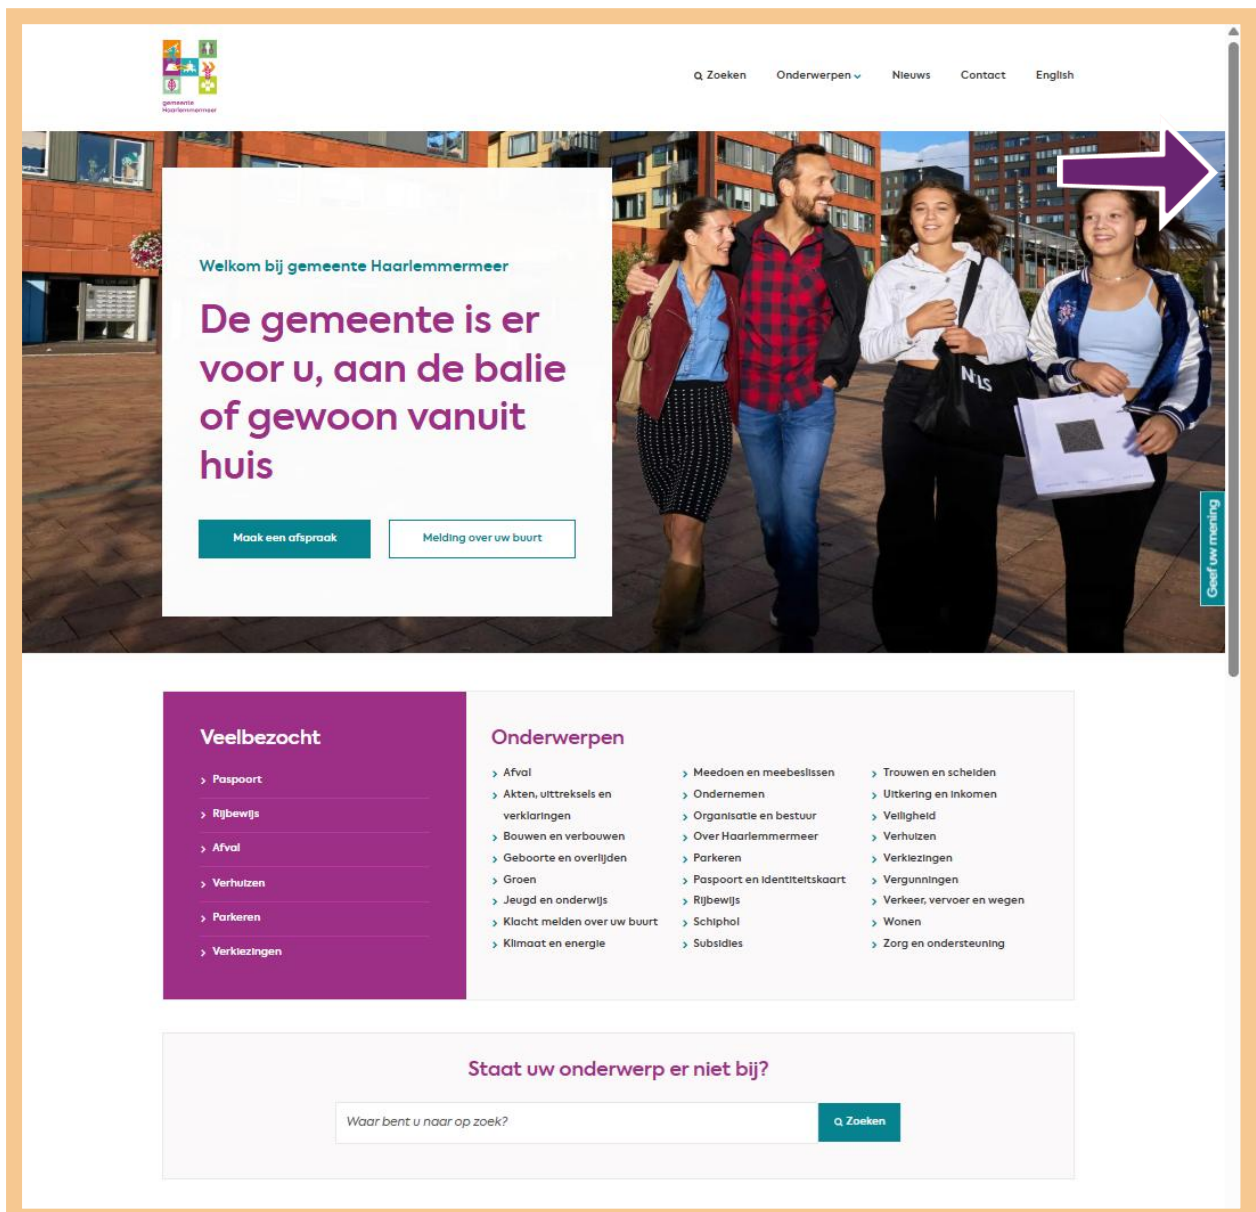 gemeente
Haarlemmermeer
Zoeken Onderwerpen Nieuws Contact English
Welkom bij gemeente Haarlemmermeer
De gemeente is er
voor u, aan de balie
of gewoon vanuit
huis
Maak een afspraak Melding over uw buurt
Geef uw mening
Veelbezocht
Paspoort
Rijbewijs
Afval
Verhuizen
Parkeren
Verkiezingen
Onderwerpen
Afval
Akten, uittreksels en
verklaringen
Bouwen en verbouwen
Geboorte en overlijden
Groen
Jeugd en onderwijs
Klacht melden over uw buurt
Klimaat en energie
Meedoen en meebeslissen
Ondernemen
Organisatie en bestuur
Over Haarlemmermeer
Parkeren
Paspoort en identiteitskaart
Rijbewijs
Schiphol
Subsidies
Trouwen en scheiden
Uitkering en inkomen
Veiligheid
Verhuizen
Verkiezingen
Vergunningen
Verkeer, vervoer en wegen
Wonen
Zorg en ondersteuning
Staat uw onderwerp er niet bij?
Waar bent u naar op zoek? Zoeken